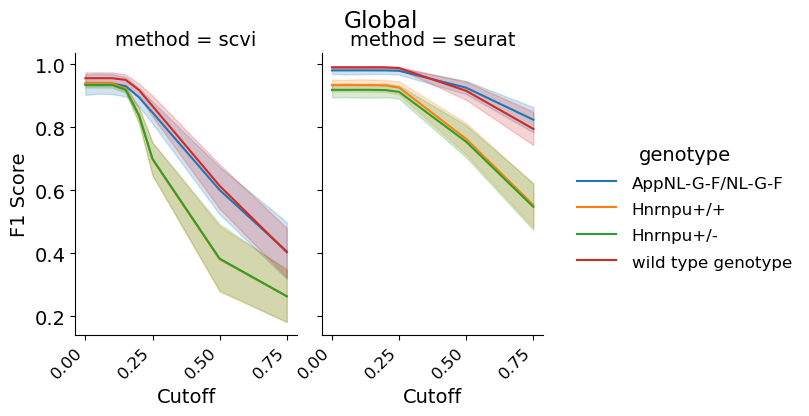 Global
method = scvi
method = seurat
F1 Score
1.0
0.8
0.6
0.4
0.2
0.00
0.25
0.50
0.75
Cutoff
0.00
0.25
0.50
0.75
Cutoff
genotype
AppNL-G-F/NL-G-F
Hnrnpu+/+
Hnrnpu+/-
wild type genotype